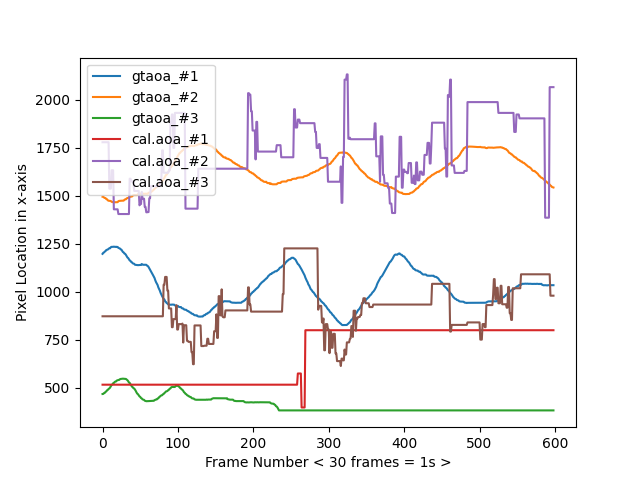 gtaoa_#1
gtaoa_#2
gtaoa_#3
cal.aoa_#1
cal.aoa_#2
cal.aoa_#3
2000
1750
1500
1250
1000
750
500
Pixel Location in x-axis
0 100 200 300 400 500 600
Frame Number < 30 frames = 1s >